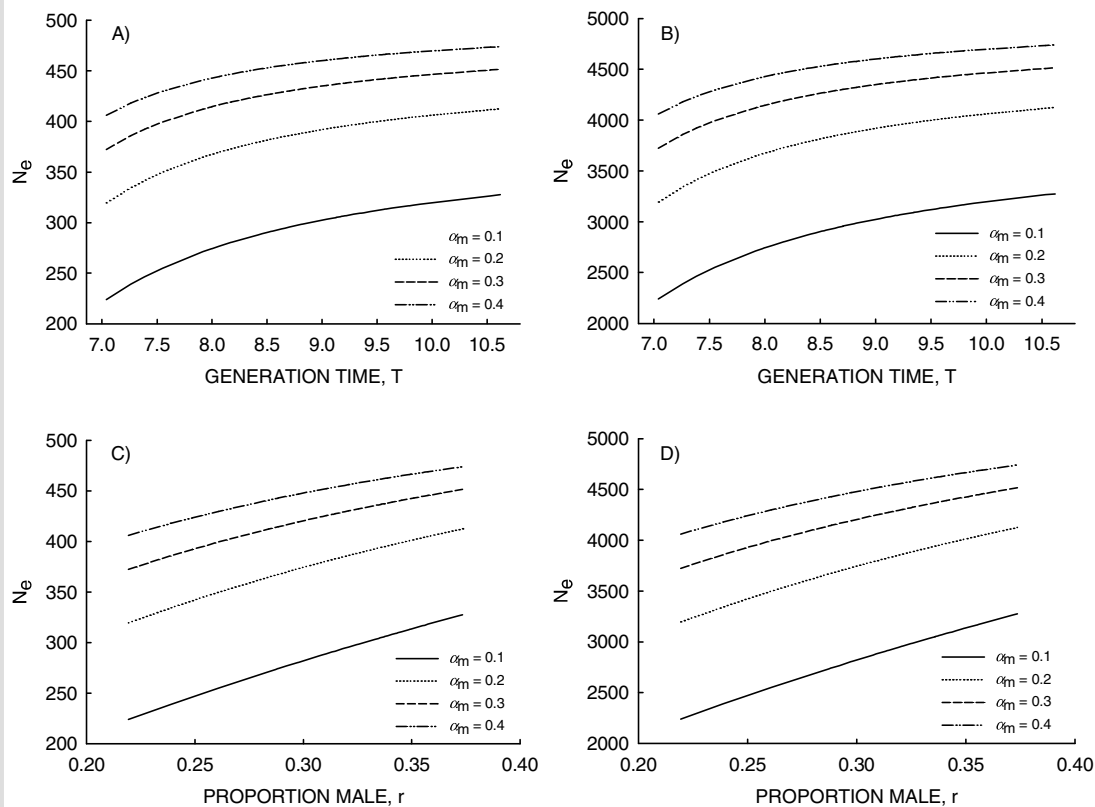 A)
500
450
400
350
300
250
200
Ne
αm = 0.1
αm = 0.2
αm = 0.3
αm = 0.4
7.0 7.5 8.0 8.5 9.0 9.5 10.0 10.5
GENERATION TIME, T
B)
5000
4500
4000
3500
3000
2500
2000
Ne
αm = 0.1
αm = 0.2
αm = 0.3
αm = 0.4
7.0 7.5 8.0 8.5 9.0 9.5 10.0 10.5
GENERATION TIME, T
C)
500
450
400
350
300
250
200
Ne
αm = 0.1
αm = 0.2
αm = 0.3
αm = 0.4
0.20 0.25 0.30 0.35 0.40
PROPORTION MALE, r
D)
5000
4500
4000
3500
3000
2500
2000
Ne
αm = 0.1
αm = 0.2
αm = 0.3
αm = 0.4
0.20 0.25 0.30 0.35 0.40
PROPORTION MALE, r